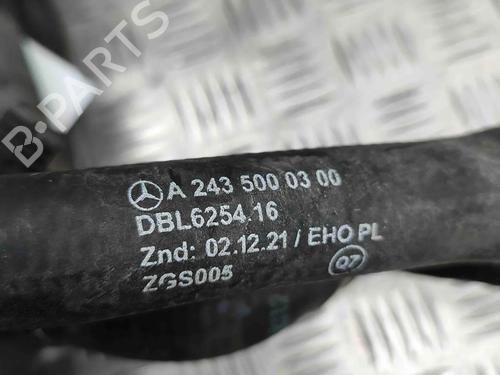 B-PARTS
A 243 500 03 00
DBL6254.16
Znd: 02.12.21 / EHO PL
ZGS005
07